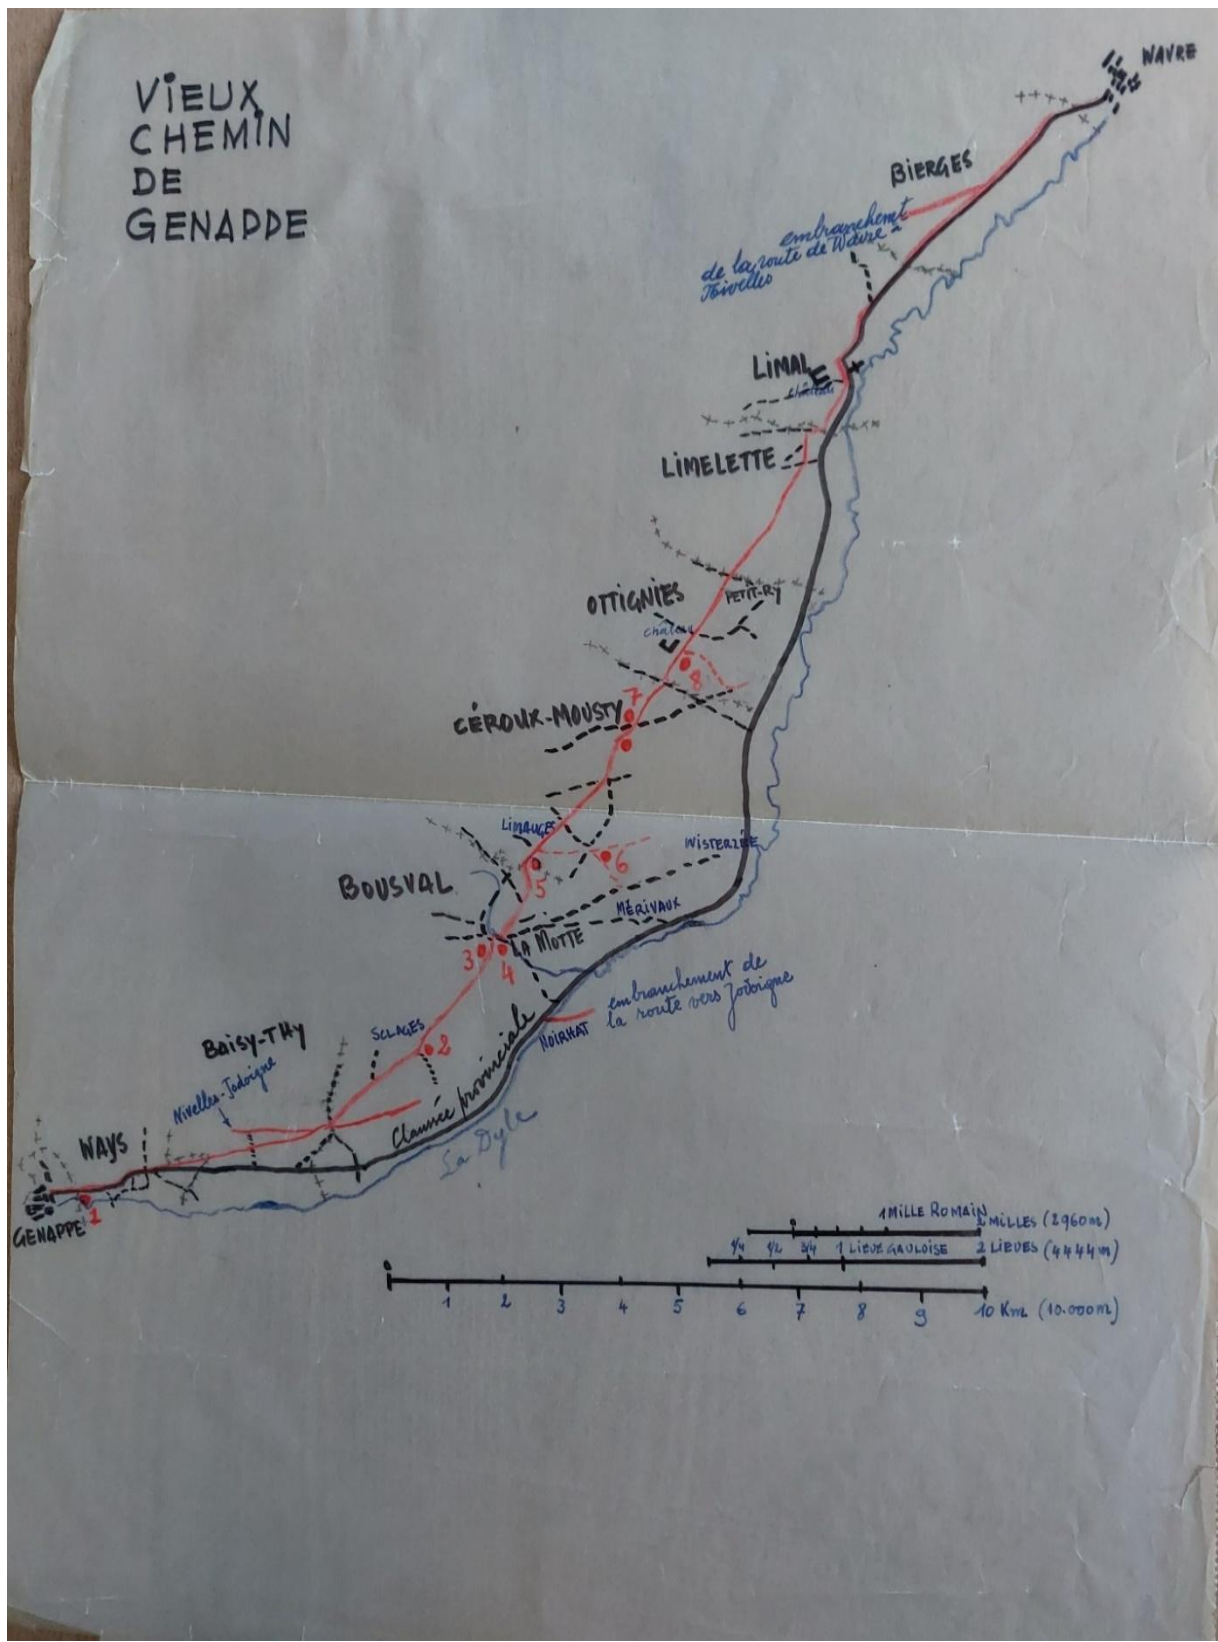 VIEUX
CHEMIN
DE
GENAPPE
WAVRE
BIERGES
embranchemt
de la route de Wavre à
Nivelles
LIMAL
château
LIMELETTE
OTTIGNIES
PETIT-RY
château
8
7
CÉROUX-MOUSTY
LIMAUGES
WISTERZÉE
6
5
BOUSVAL
MÉRIVAUX
LA MOTTE
3
4
embranchement de
la route vers Jodoigne
NOIRHAT
SCLAGES
BAISY-THY
2
Nivelles-Jodoigne
Chaussée provinciale
La Dyle
WAYS
1
GENAPPE
1 MILLE ROMAIN
2 MILLES (2960m)
1/4 1/2 3/4 1 LIEUE GAULOISE 2 LIEUES (4444m)
1 2 3 4 5 6 7 8 9 10 Km (10.000m)